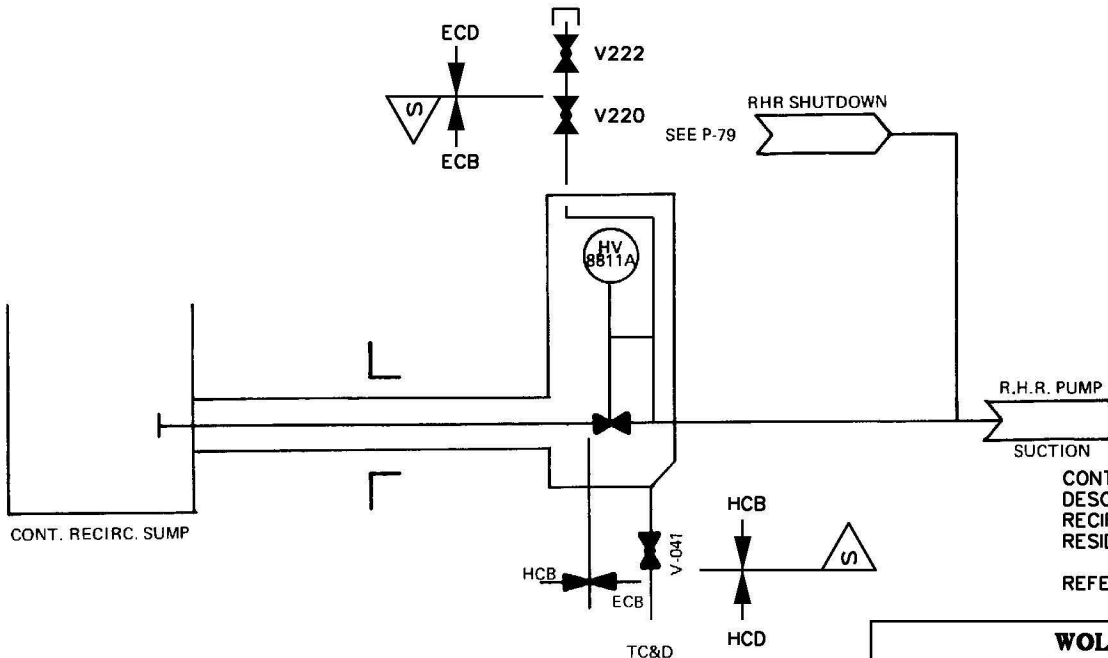 ECD
V222
S
V220
ECB
RHR SHUTDOWN
SEE P-79
HV
8811A
R.H.R. PUMP
SUCTION
CONT. RECIRC. SUMP
HCB
ECB
V-041
TC&D
HCB
S
HCD
CONT
DESC
RECI
RESID
REFE
WOL